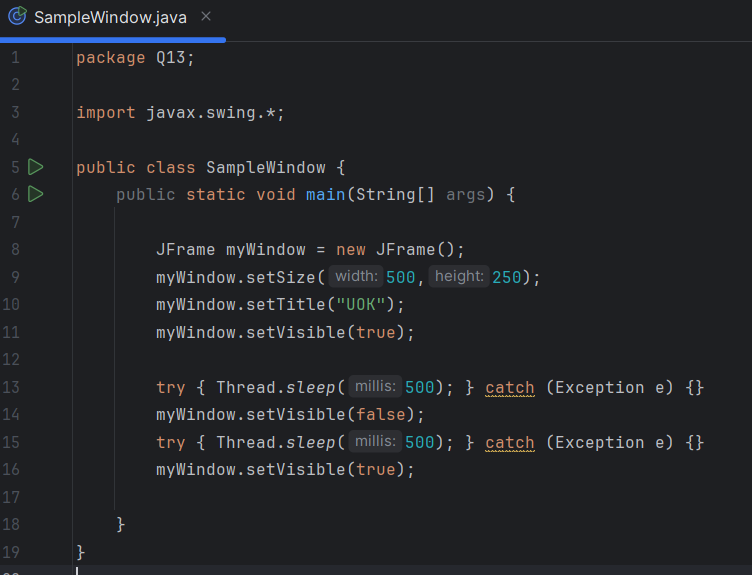 SampleWindow.java
1 package Q13;
2
3 import javax.swing.*;
4
5 public class SampleWindow {
6 public static void main(String[] args) {
7
8 JFrame myWindow = new JFrame();
9 myWindow.setSize( width: 500, height: 250);
10 myWindow.setTitle("UOK");
11 myWindow.setVisible(true);
12
13 try { Thread.sleep( millis: 500); } catch (Exception e) {}
14 myWindow.setVisible(false);
15 try { Thread.sleep( millis: 500); } catch (Exception e) {}
16 myWindow.setVisible(true);
17
18 }
19 }